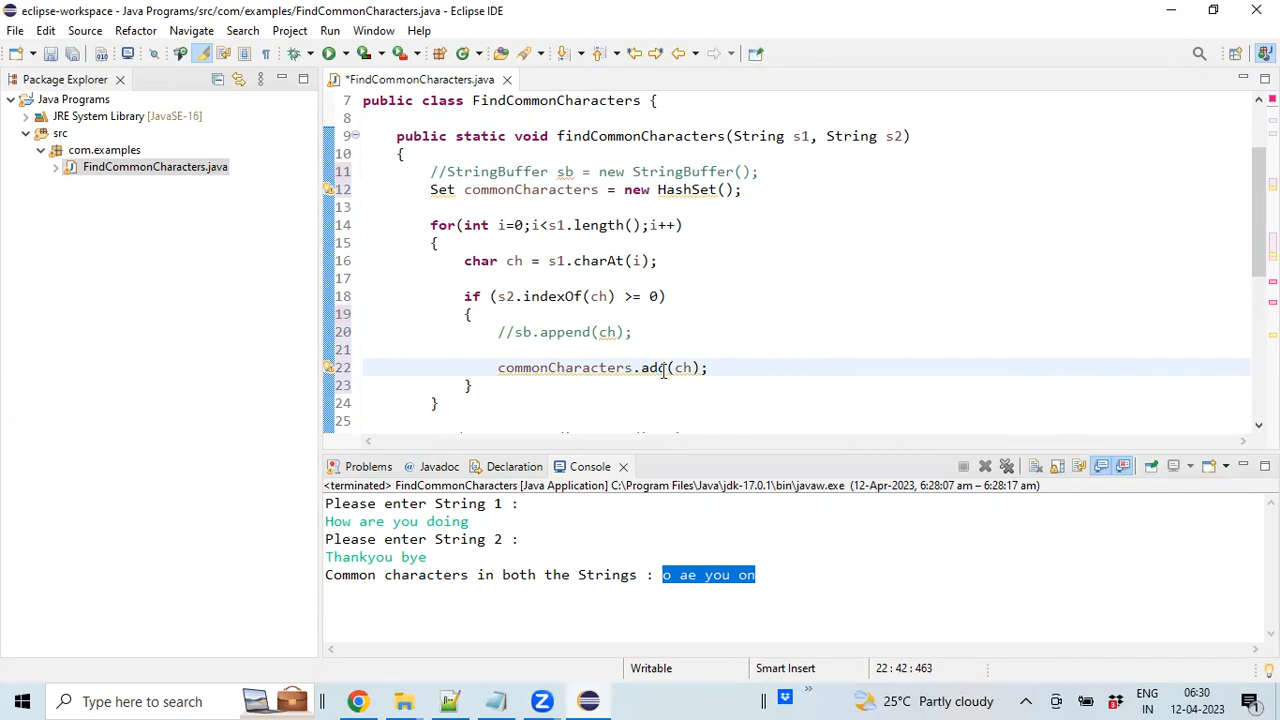 eclipse-workspace - Java Programs/src/com/examples/FindCommonCharacters.java - Eclipse IDE
File Edit Source Refactor Navigate Search Project Run Window Help
Package Explorer
*FindCommonCharacters.java
Java Programs
JRE System Library [JavaSE-16]
src
com.examples
FindCommonCharacters.java
7 public class FindCommonCharacters {
8
9 public static void findCommonCharacters(String s1, String s2)
10 {
11 //StringBuffer sb = new StringBuffer();
12 Set commonCharacters = new HashSet();
13
14 for(int i=0;i<s1.length();i++)
15 {
16 char ch = s1.charAt(i);
17
18 if (s2.indexOf(ch) >= 0)
19 {
20 //sb.append(ch);
21
22 commonCharacters.add(ch);
23 }
24 }
25
Problems @ Javadoc Declaration Console
<terminated> FindCommonCharacters [Java Application] C:\Program Files\Java\jdk-17.0.1\bin\javaw.exe (12-Apr-2023, 6:28:07 am – 6:28:17 am)
Please enter String 1 :
How are you doing
Please enter String 2 :
Thankyou bye
Common characters in both the Strings : o ae you on
Writable Smart Insert 22 : 42 : 463
Type here to search
25°C Partly cloudy
ENG
IN
06:30
12-04-2023